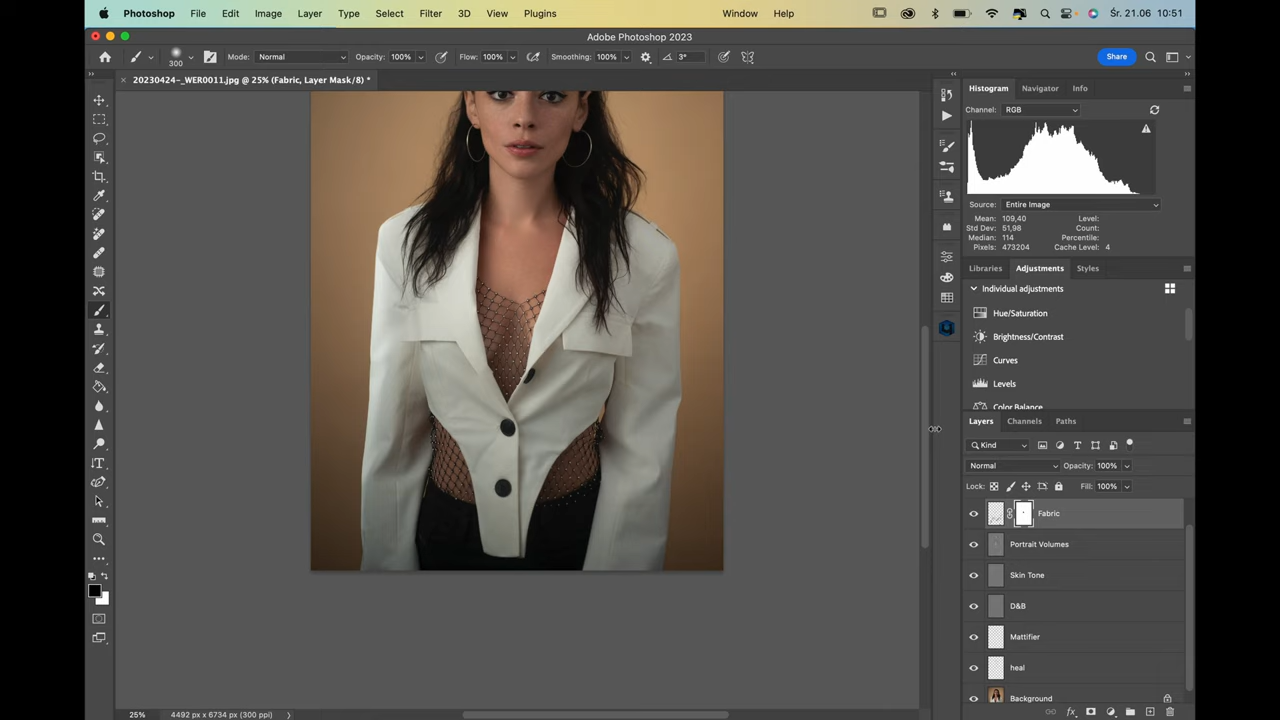 Photoshop File Edit Image Layer Type Select Filter 3D View Plugins Window Help Śr. 21.06 10:51
Adobe Photoshop 2023
300 Mode: Normal Opacity: 100% Flow: 100% Smoothing: 100% 3° Share
20230424-_WER0011.jpg @ 25% (Fabric, Layer Mask/8) *
Histogram Navigator Info
Channel: RGB
Source: Entire Image
Mean: 109,40 Level:
Std Dev: 51,98 Count:
Median: 114 Percentile:
Pixels: 473204 Cache Level: 4
Libraries Adjustments Styles
Individual adjustments
Hue/Saturation
Brightness/Contrast
Curves
Levels
Color Balance
Layers Channels Paths
Kind
Normal Opacity: 100%
Lock: Fill: 100%
Fabric
Portrait Volumes
Skin Tone
D&B
Mattifier
heal
Background
25% 4492 px x 6734 px (300 ppi)